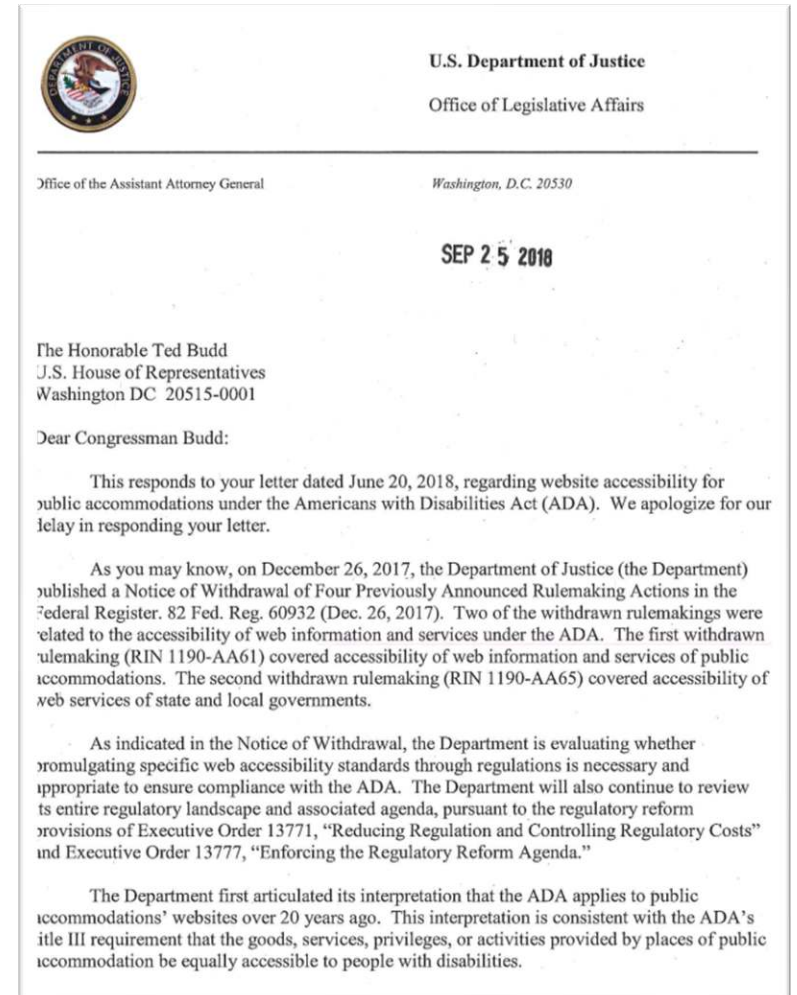 DEPARTMENT OF JUSTICE
U.S. Department of Justice
Office of Legislative Affairs
Office of the Assistant Attorney General
Washington, D.C. 20530
SEP 25 2018
The Honorable Ted Budd
U.S. House of Representatives
Washington DC 20515-0001
Dear Congressman Budd:
This responds to your letter dated June 20, 2018, regarding website accessibility for
public accommodations under the Americans with Disabilities Act (ADA). We apologize for our
delay in responding your letter.
As you may know, on December 26, 2017, the Department of Justice (the Department)
published a Notice of Withdrawal of Four Previously Announced Rulemaking Actions in the
Federal Register. 82 Fed. Reg. 60932 (Dec. 26, 2017). Two of the withdrawn rulemakings were
related to the accessibility of web information and services under the ADA. The first withdrawn
rulemaking (RIN 1190-AA61) covered accessibility of web information and services of public
accommodations. The second withdrawn rulemaking (RIN 1190-AA65) covered accessibility of
web services of state and local governments.
As indicated in the Notice of Withdrawal, the Department is evaluating whether
promulgating specific web accessibility standards through regulations is necessary and
appropriate to ensure compliance with the ADA. The Department will also continue to review
ts entire regulatory landscape and associated agenda, pursuant to the regulatory reform
provisions of Executive Order 13771, “Reducing Regulation and Controlling Regulatory Costs”
and Executive Order 13777, “Enforcing the Regulatory Reform Agenda.”
The Department first articulated its interpretation that the ADA applies to public
accommodations’ websites over 20 years ago. This interpretation is consistent with the ADA’s
itle III requirement that the goods, services, privileges, or activities provided by places of public
accommodation be equally accessible to people with disabilities.